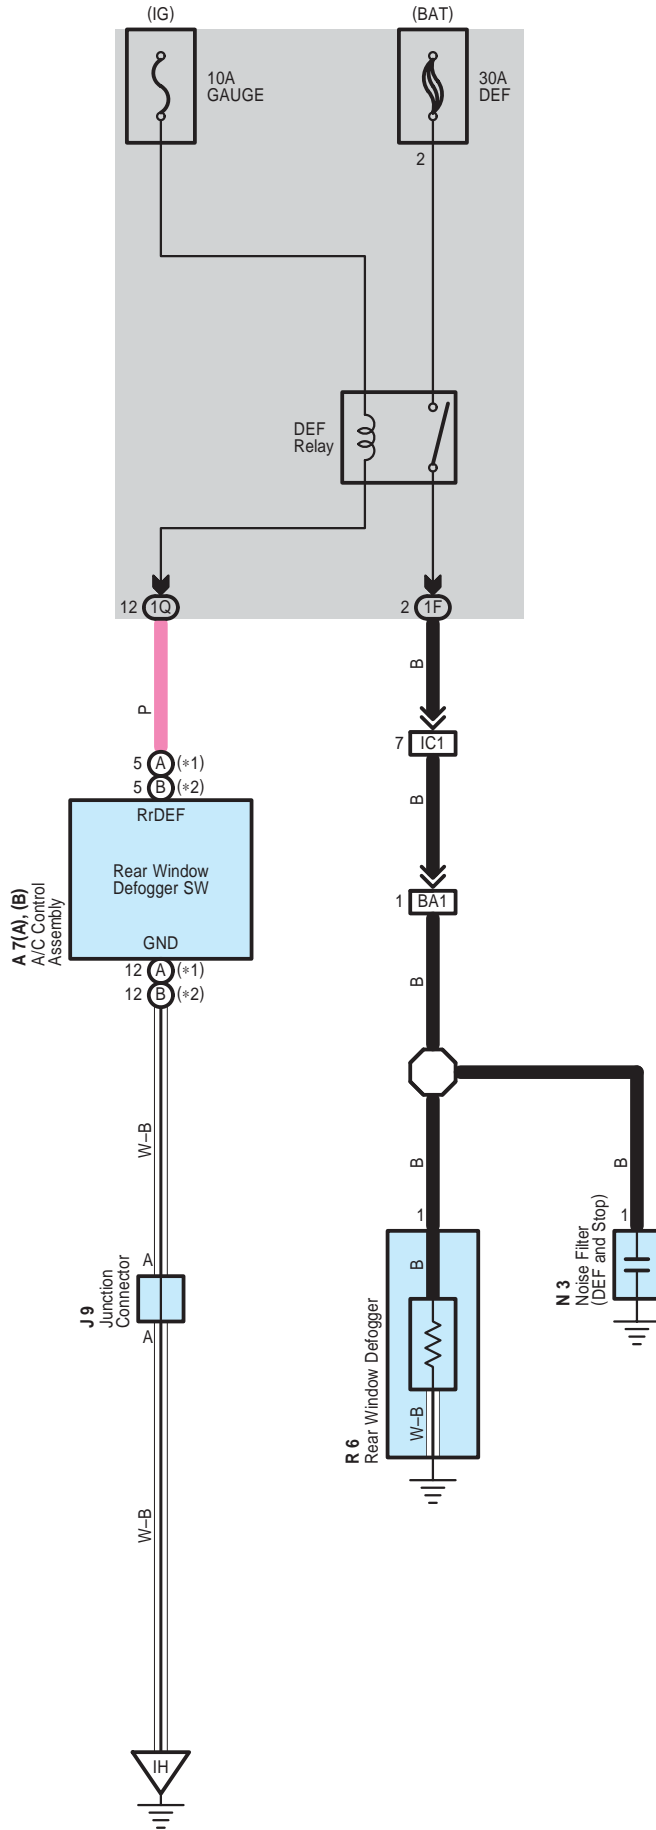 (IG)
(BAT)
10A
GAUGE
30A
DEF
2
DEF
Relay
12
1Q
2
1F
B
P
7
IC1
5
A
(*1)
5
B
(*2)
B
RrDEF
Rear Window
Defogger SW
GND
A 7(A), (B)
A/C Control
Assembly
1
BA1
12
A
(*1)
12
B
(*2)
B
W-B
B
B
1
1
A
J 9
Junction
Connector
A
B
N 3
Noise Filter
(DEF and Stop)
R 6
Rear Window Defogger
W-B
W-B
IH